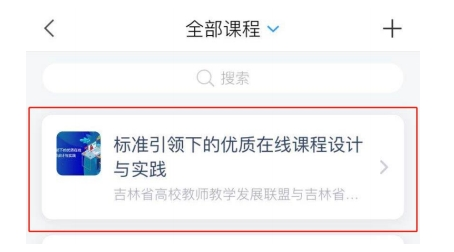 全部课程
搜索
标准引领下的优质在线课程设计
与实践
吉林省高校教师教学发展联盟与吉林省...